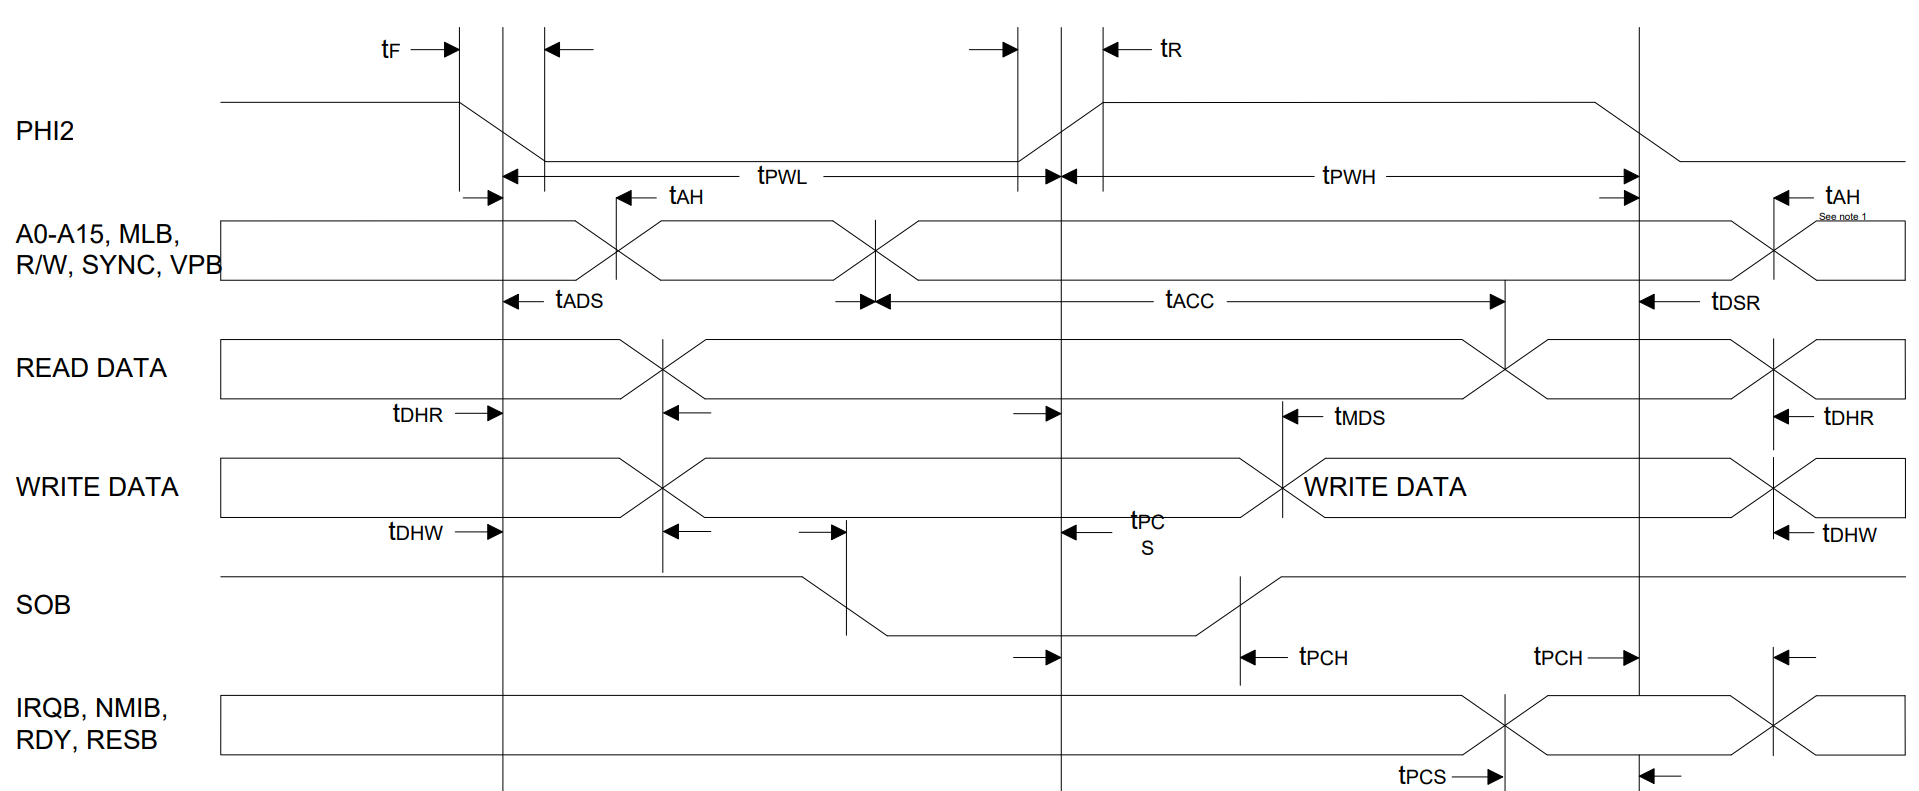 tF
tR
PHI2
tPWL
tPWH
tAH
tAH
See note 1
A0-A15, MLB,
R/W, SYNC, VPB
tADS
tACC
tDSR
READ DATA
tDHR
tMDS
tDHR
WRITE DATA
WRITE DATA
tDHW
tPC
S
tDHW
SOB
tPCH
tPCH
IRQB, NMIB,
RDY, RESB
tPCS